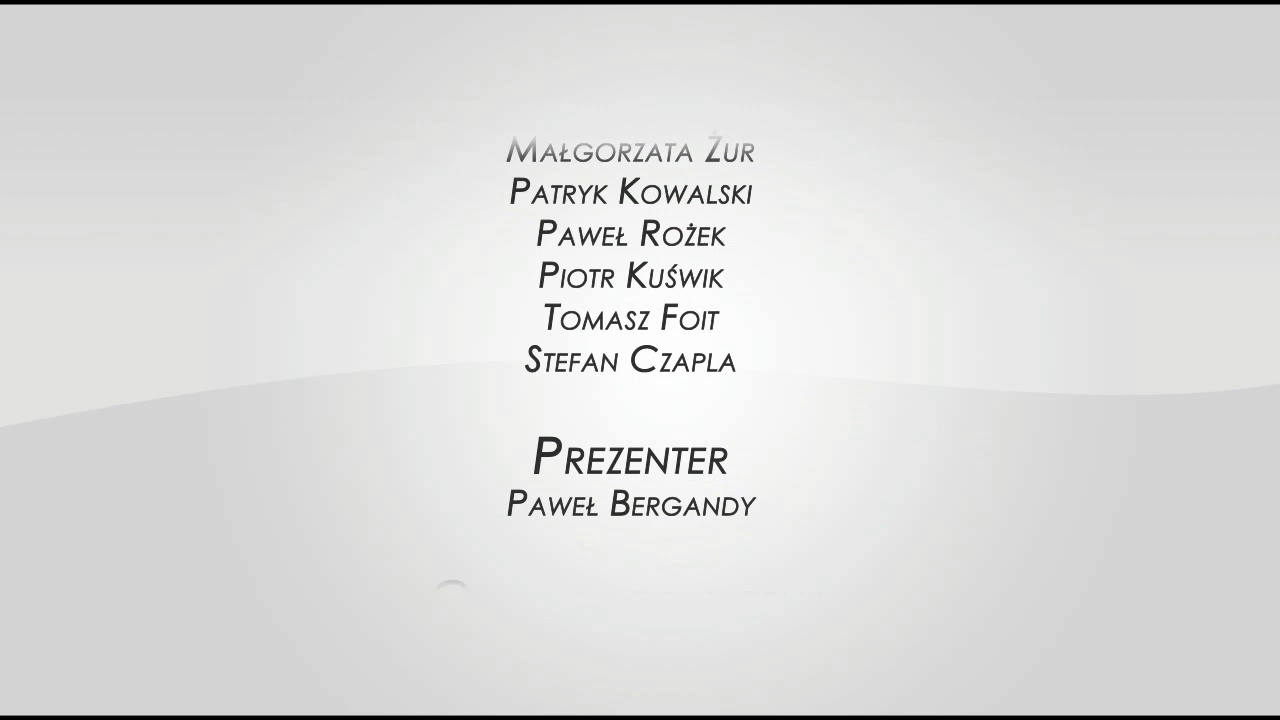 Małgorzata Żur
Patryk Kowalski
Paweł Rożek
Piotr Kuświk
Tomasz Foit
Stefan Czapla
Prezenter
Paweł Bergandy